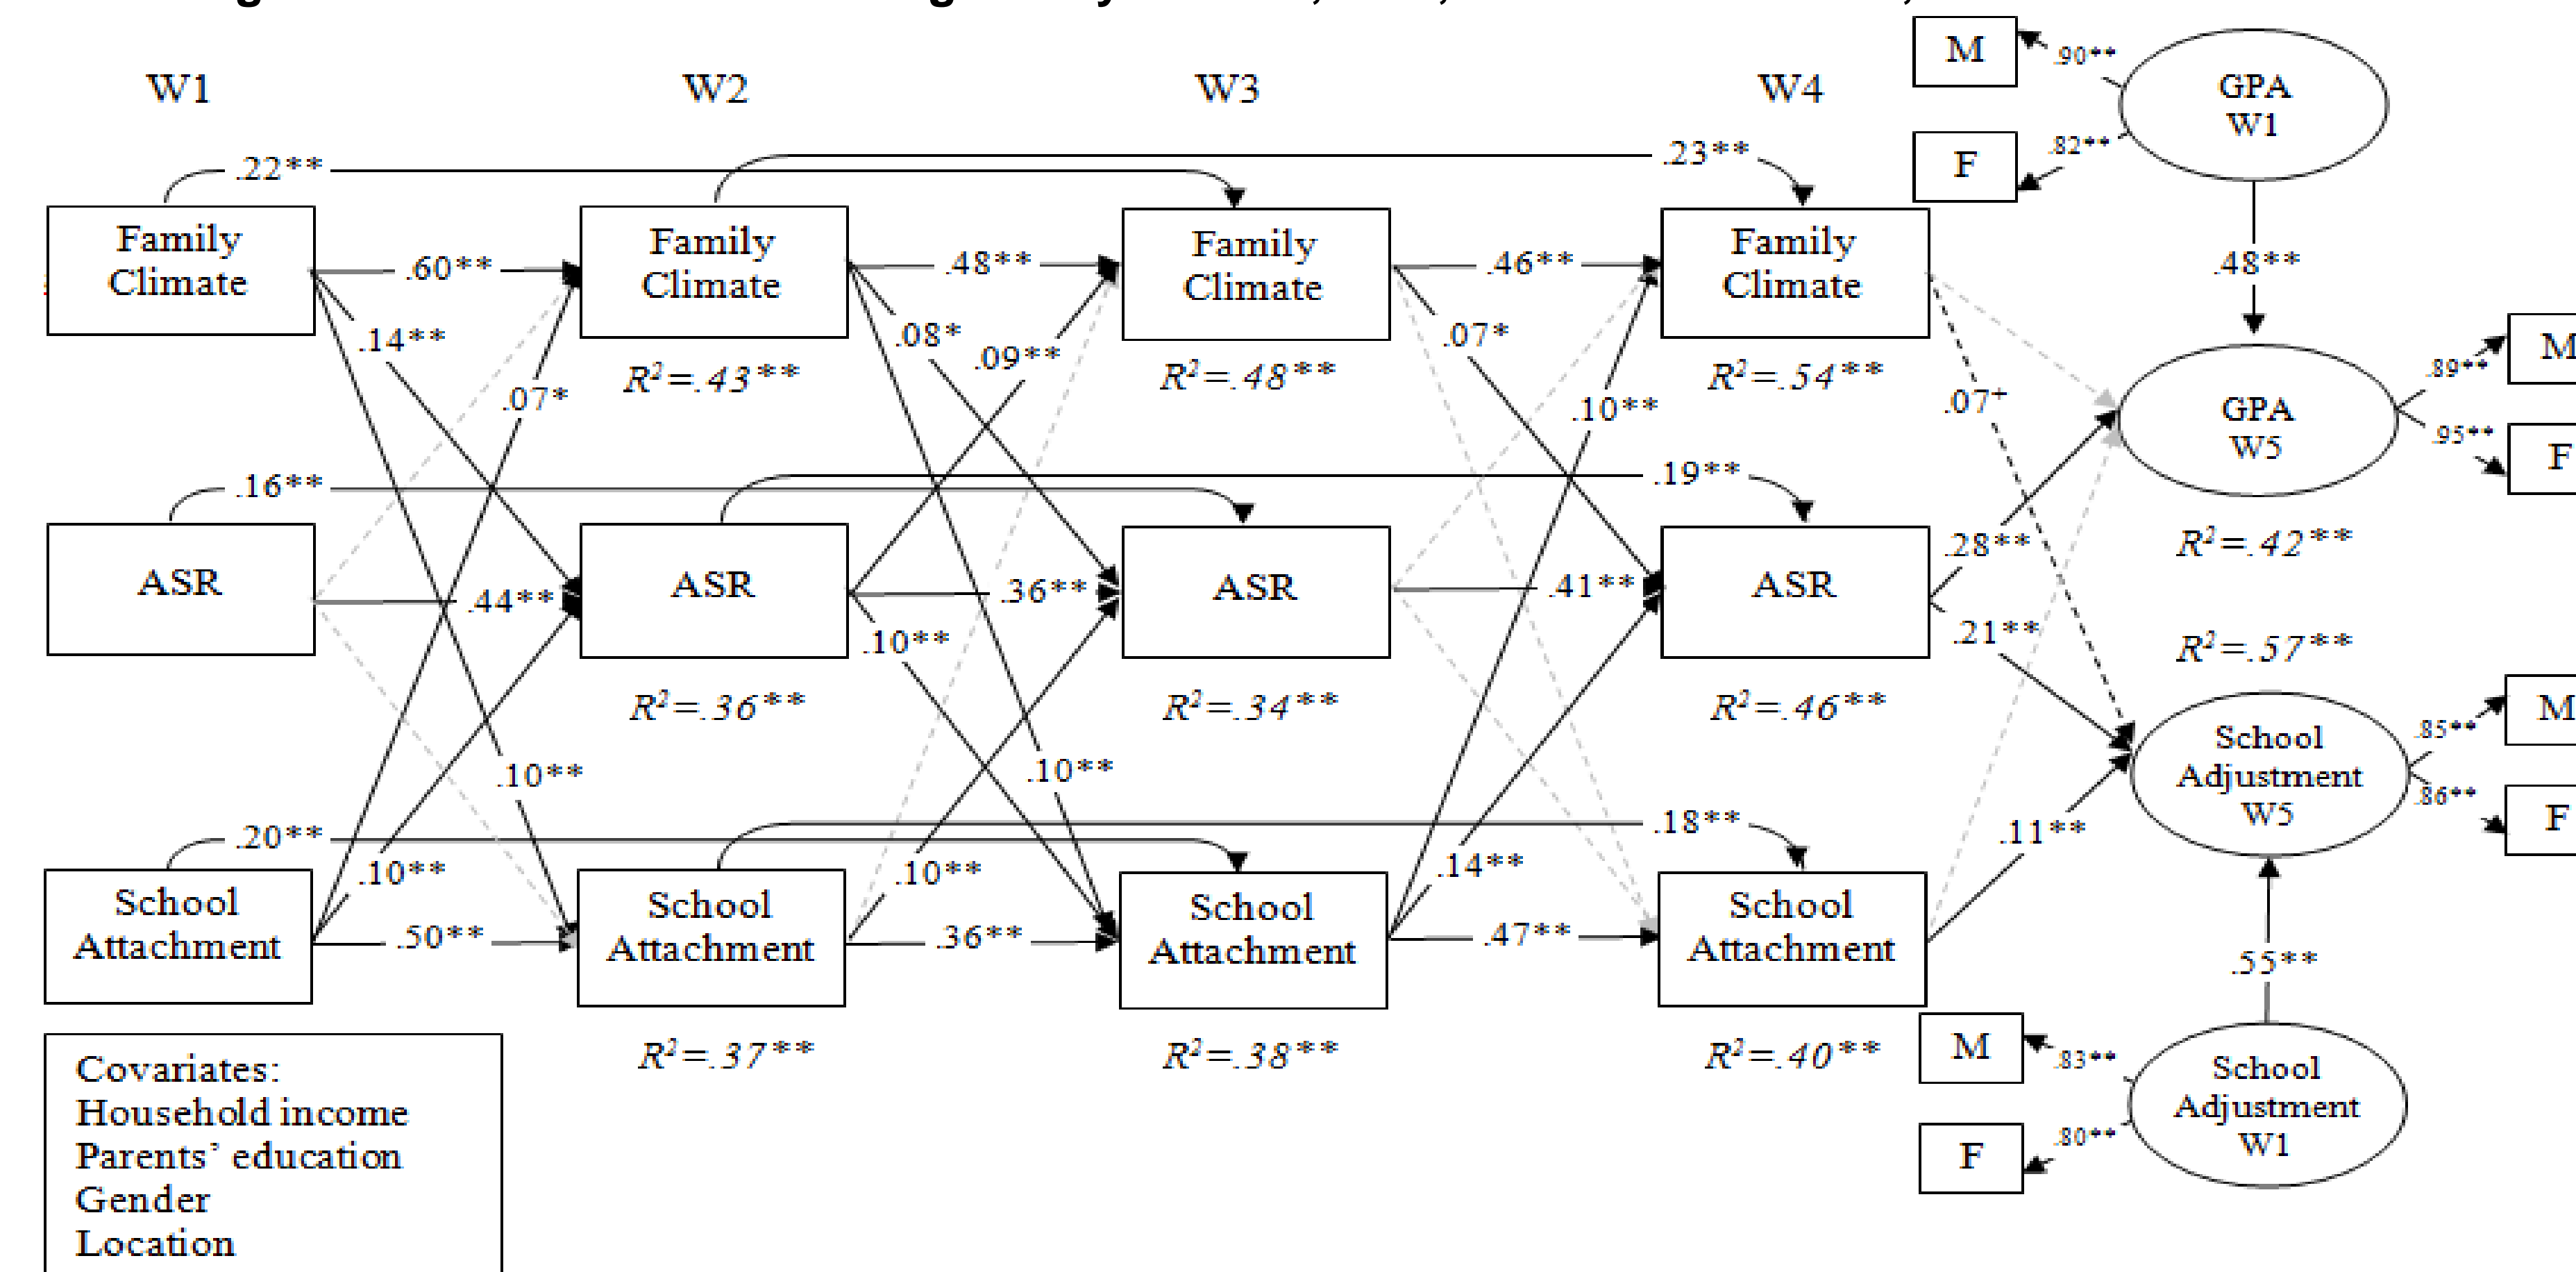 W1
W2
W3
W4
M
.90**
GPA
W1
F
.82**
.22**
.23**
Family
Climate
Family
Climate
Family
Climate
Family
Climate
.60**
.48**
.46**
.48**
.14**
.07*
.08*
.09**
.07*
.10**
.07+
R²=.43**
R²=.48**
R²=.54**
GPA
W5
M
.89**
.95**
F
R²=.42**
.16**
.19**
ASR
ASR
ASR
ASR
.44**
.36**
.41**
.28**
.21**
.10**
R²=.36**
R²=.34**
R²=.46**
R²=.57**
School
Adjustment
W5
M
.85**
.86**
F
.10**
.10**
.11**
.20**
.18**
School
Attachment
School
Attachment
School
Attachment
School
Attachment
.10**
.10**
.14**
.50**
.36**
.47**
.55**
R²=.37**
R²=.38**
R²=.40**
M
.83**
School
Adjustment
W1
F
.80**
Covariates:
Household income
Parents’ education
Gender
Location